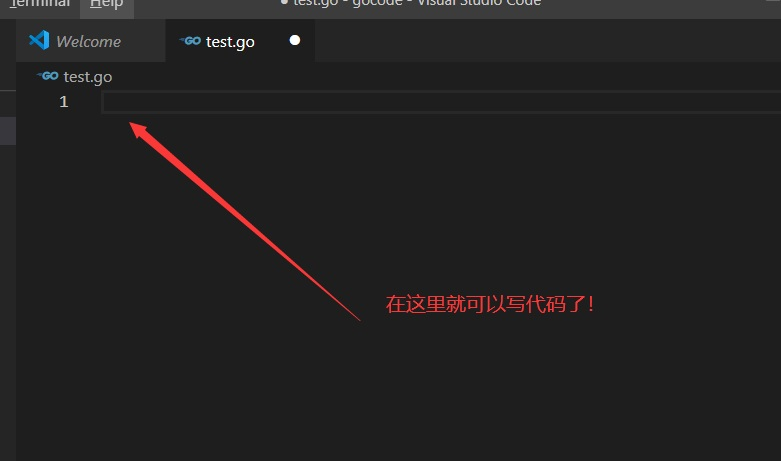 Terminal Help ● test.go - gocode - Visual Studio Code
Welcome GO test.go ●
GO test.go
1
在这里就可以写代码了!